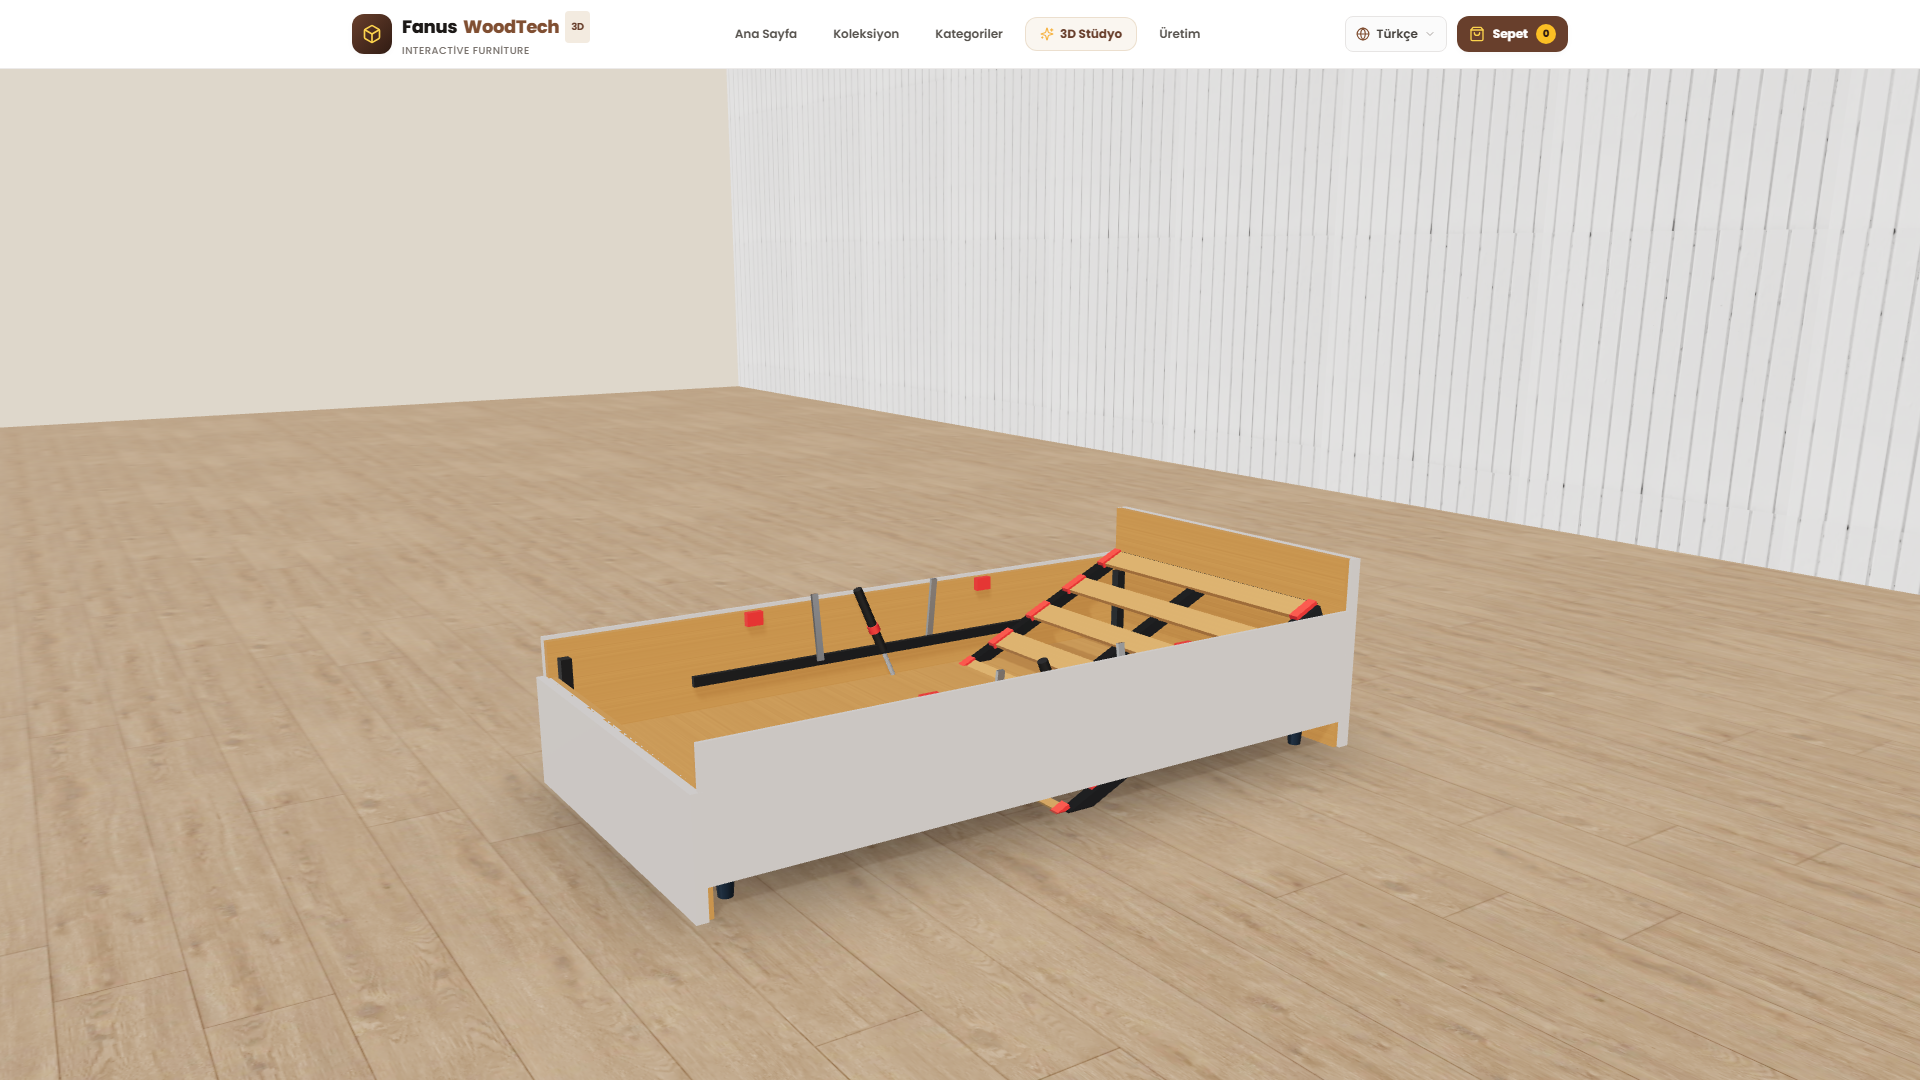 Fanus WoodTech 3D
INTERACTİVE FURNİTURE
Ana Sayfa
Koleksiyon
Kategoriler
3D Stüdyo
Üretim
Türkçe
Sepet 0